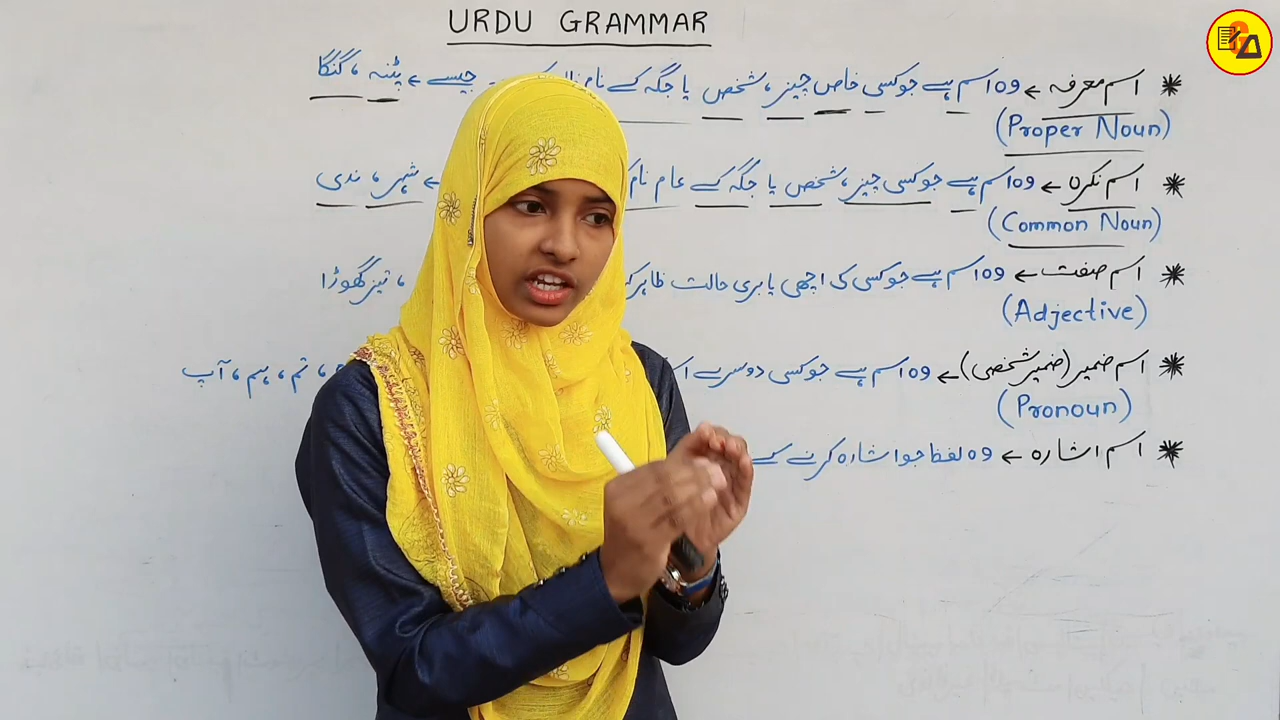 URDU GRAMMAR
اسم معرفہ ← وہ اسم ہے جو کسی خاص چیز، شخص یا جگہ کے نام جیسے ← پٹنہ، گنگا
(Proper Noun)
اسم نکرہ ← وہ اسم ہے جو کسی چیز، شخص یا جگہ کے عام نام ← شہر، ندی
(Common Noun)
اسم صفت ← وہ اسم ہے جو کسی کی اچھی یا بری حالت ظاہر ، تیز گھوڑا
(Adjective)
اسم ضمیر (ضمیر شخصی) ← وہ اسم ہے جو کسی دوسرے ، تم، ہم، آپ
(Pronoun)
اسم اشارہ ← وہ لفظ جو اشارہ کرنے کے